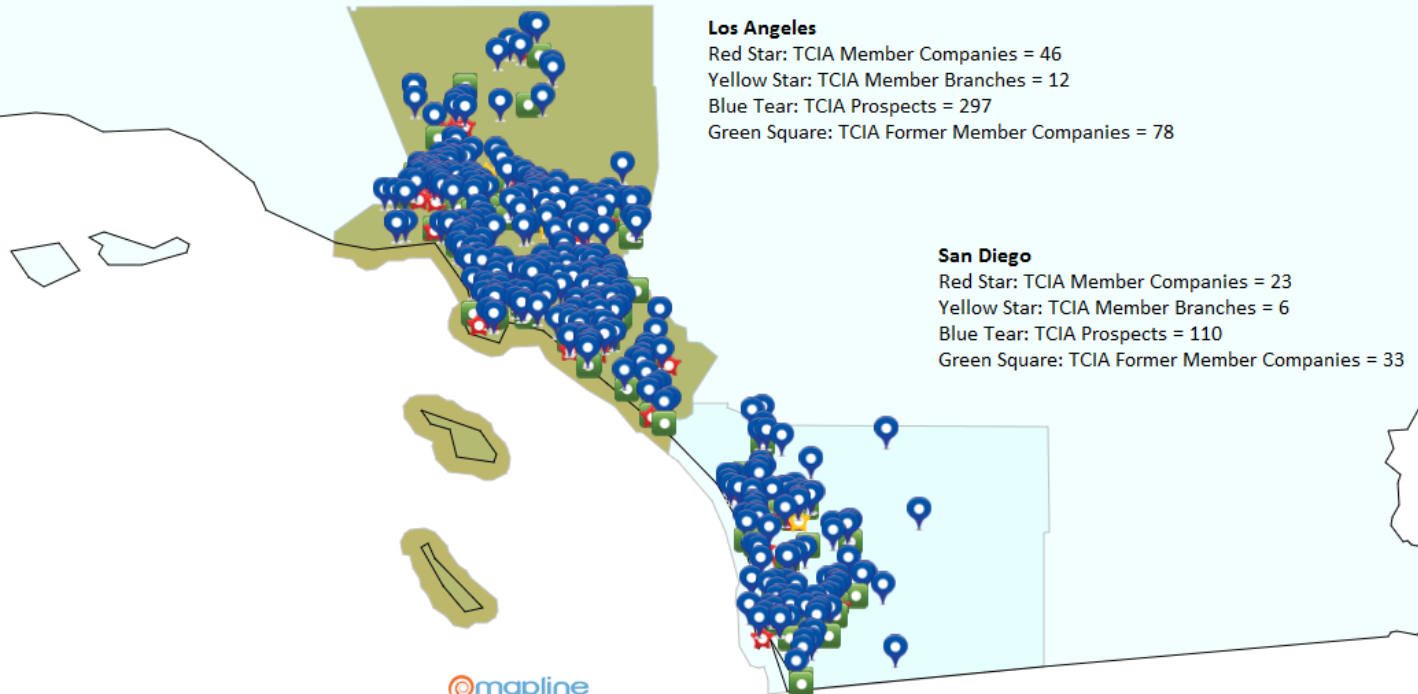 Los Angeles
Red Star: TCIA Member Companies = 46
Yellow Star: TCIA Member Branches = 12
Blue Tear: TCIA Prospects = 297
Green Square: TCIA Former Member Companies = 78
San Diego
Red Star: TCIA Member Companies = 23
Yellow Star: TCIA Member Branches = 6
Blue Tear: TCIA Prospects = 110
Green Square: TCIA Former Member Companies = 33
mapline